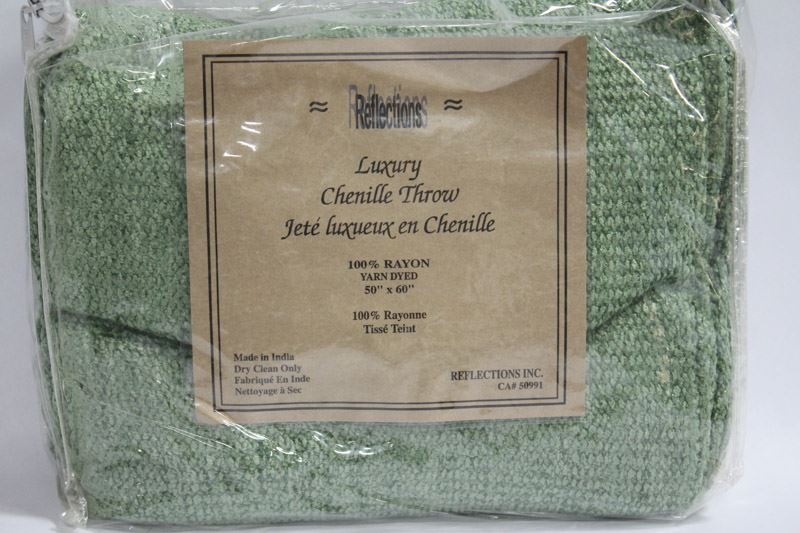 ≈ Reflections ≈
Luxury
Chenille Throw
Jeté luxueux en Chenille
100% RAYON
YARN DYED
50" x 60"
100% Rayonne
Tissé Teint
Made in India
Dry Clean Only
Fabriqué En Inde
Nettoyage à Sec
REFLECTIONS INC.
CA# 50991